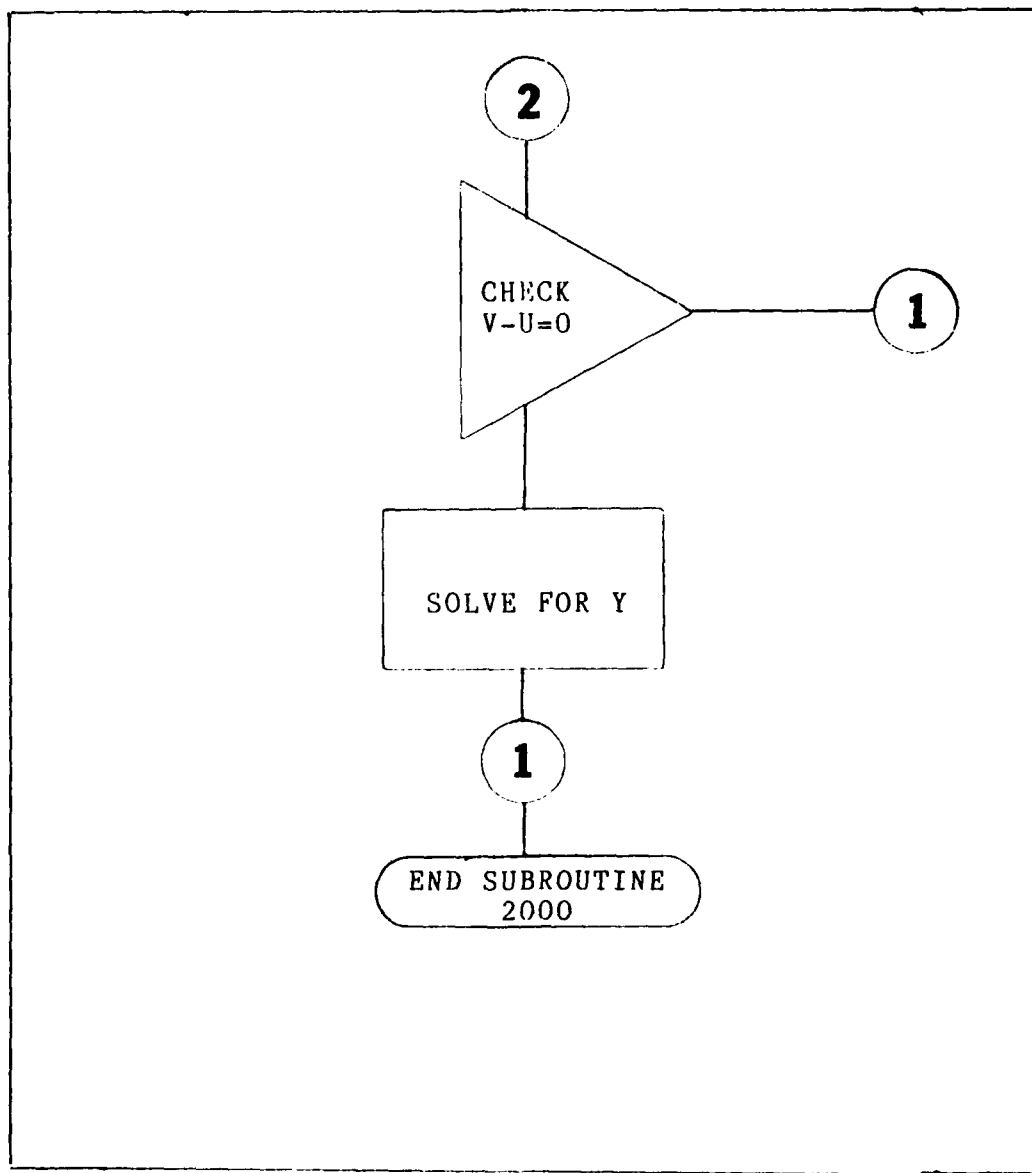 2
CHECK
V-U=0
1
SOLVE FOR Y
1
END SUBROUTINE
2000